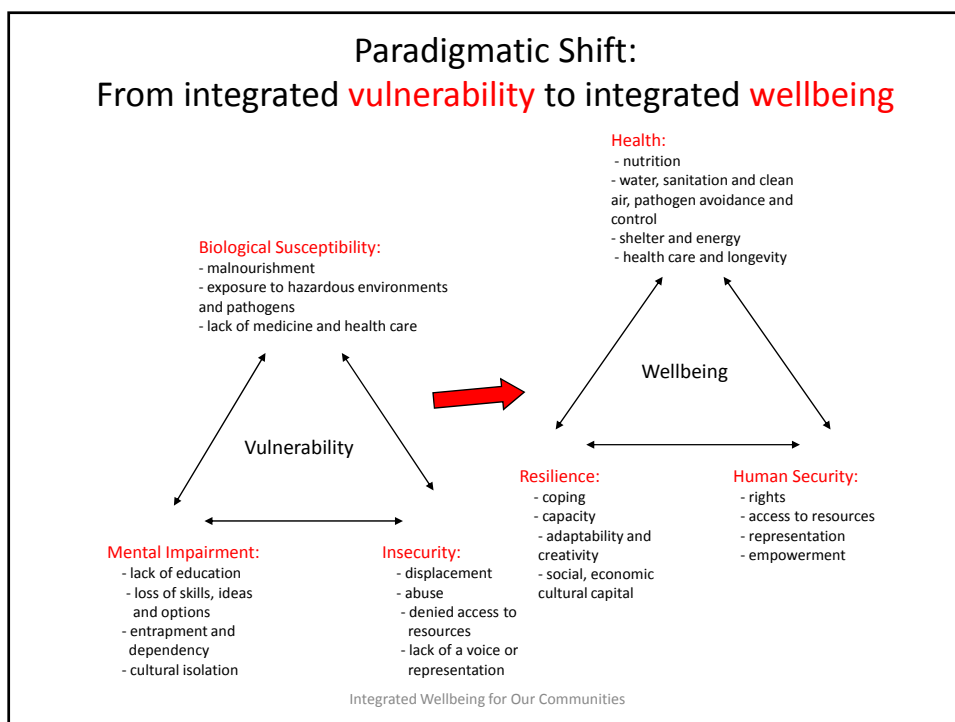 Paradigmatic Shift:
From integrated vulnerability to integrated wellbeing
Health:
- nutrition
- water, sanitation and clean
air, pathogen avoidance and
control
- shelter and energy
- health care and longevity
Biological Susceptibility:
- malnourishment
- exposure to hazardous environments
and pathogens
- lack of medicine and health care
Wellbeing
Vulnerability
Mental Impairment:
- lack of education
- loss of skills, ideas
and options
- entrapment and
dependency
- cultural isolation
Insecurity:
- displacement
- abuse
- denied access to
resources
- lack of a voice or
representation
Resilience:
- coping
- capacity
- adaptability and
creativity
- social, economic
cultural capital
Human Security:
- rights
- access to resources
- representation
- empowerment
Integrated Wellbeing for Our Communities